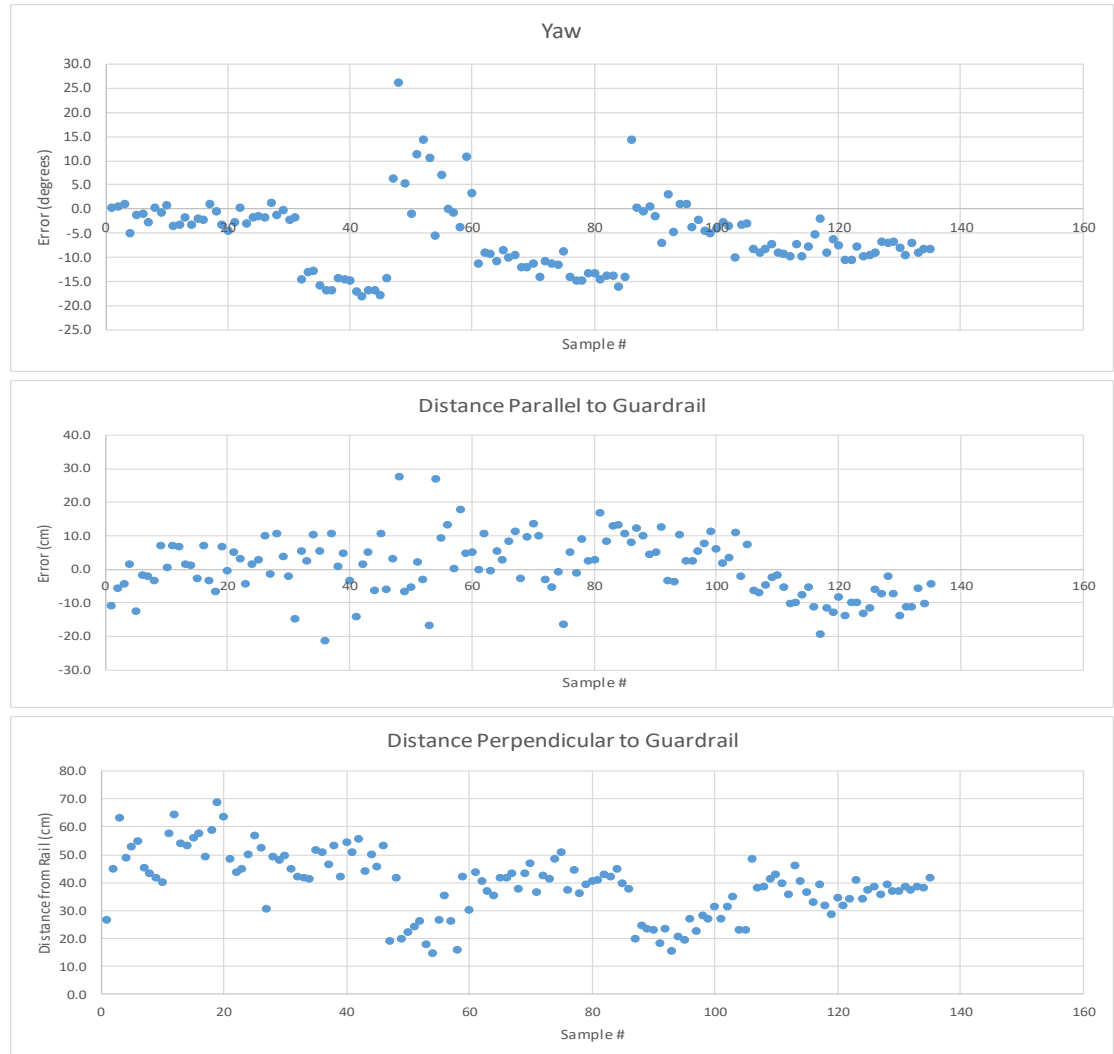 Yaw
30.0
25.0
20.0
15.0
10.0
5.0
0.0
-5.0
-10.0
-15.0
-20.0
-25.0
Error (degrees)
0 20 40 60 80 100 120 140 160
Sample #
Distance Parallel to Guardrail
40.0
30.0
20.0
10.0
0.0
-10.0
-20.0
-30.0
Error (cm)
0 20 40 60 80 100 120 140 160
Sample #
Distance Perpendicular to Guardrail
80.0
70.0
60.0
50.0
40.0
30.0
20.0
10.0
0.0
Distance from Rail (cm)
0 20 40 60 80 100 120 140 160
Sample #